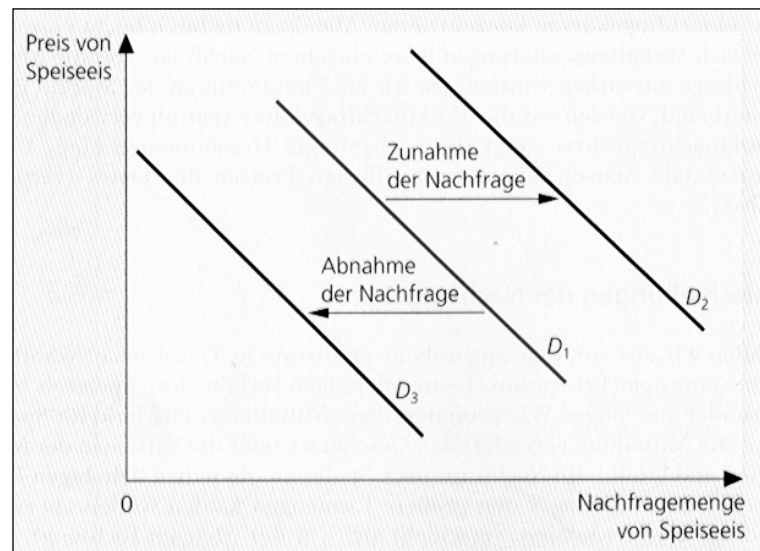 Preis von
Speiseeis
Zunahme
der Nachfrage
Abnahme
der Nachfrage
D2
D1
D3
0
Nachfragemenge
von Speiseeis